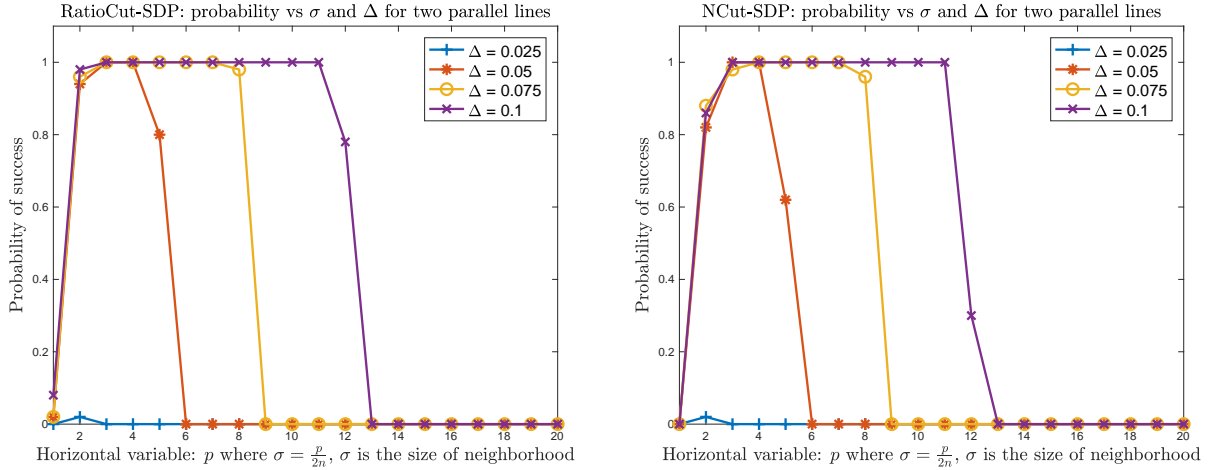 RatioCut-SDP: probability vs σ and Δ for two parallel lines
1
0.8
0.6
0.4
0.2
0
Probability of success
Δ = 0.025
Δ = 0.05
Δ = 0.075
Δ = 0.1
2 4 6 8 10 12 14 16 18 20
Horizontal variable: p where σ = p/2n, σ is the size of neighborhood
NCut-SDP: probability vs σ and Δ for two parallel lines
1
0.8
0.6
0.4
0.2
0
Probability of success
Δ = 0.025
Δ = 0.05
Δ = 0.075
Δ = 0.1
2 4 6 8 10 12 14 16 18 20
Horizontal variable: p where σ = p/2n, σ is the size of neighborhood